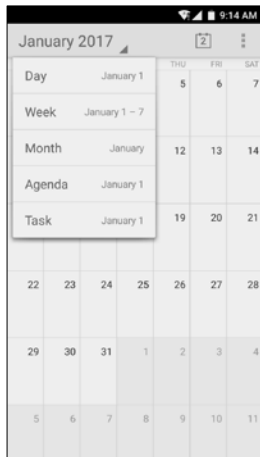 9:14 AM
January 2017
2
THU FRI SAT
Day January 1
5 6 7
Week January 1 – 7
Month January
12 13 14
Agenda January 1
Task January 1
19 20 21
22 23 24 25 26 27 28
29 30 31 1 2 3 4
5 6 7 8 9 10 11